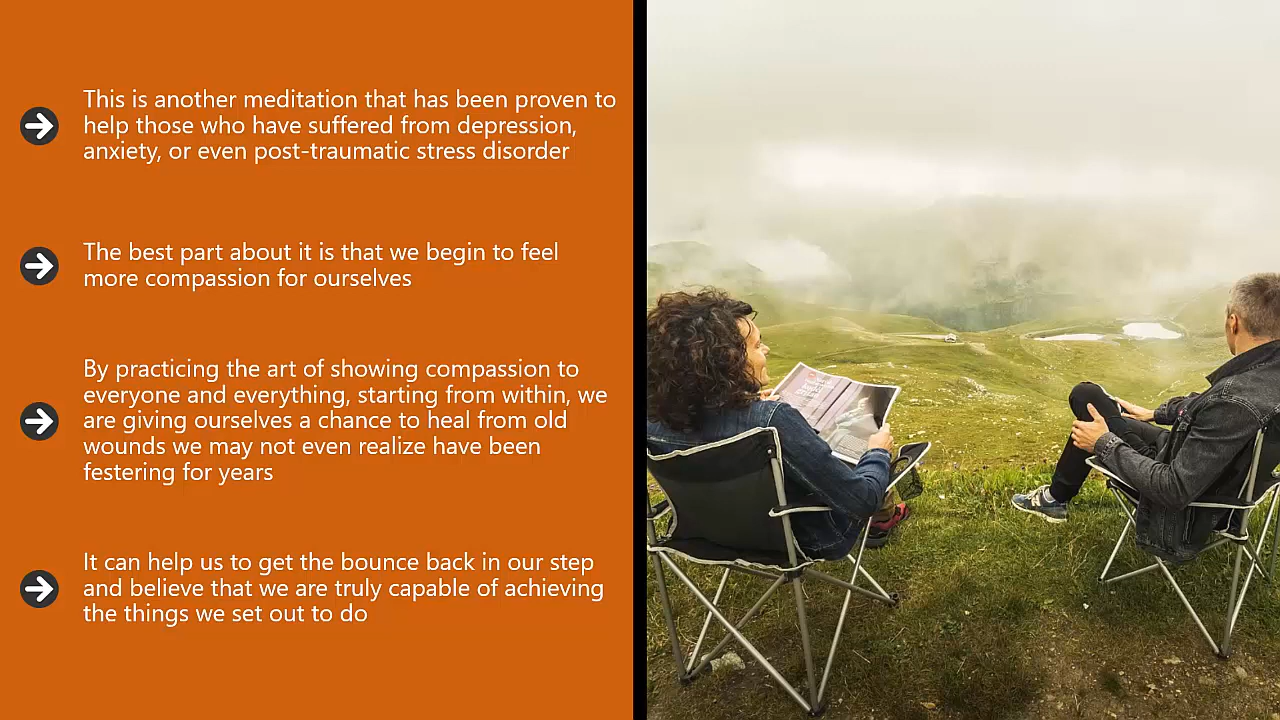 This is another meditation that has been proven to
help those who have suffered from depression,
anxiety, or even post-traumatic stress disorder
The best part about it is that we begin to feel
more compassion for ourselves
By practicing the art of showing compassion to
everyone and everything, starting from within, we
are giving ourselves a chance to heal from old
wounds we may not even realize have been
festering for years
It can help us to get the bounce back in our step
and believe that we are truly capable of achieving
the things we set out to do